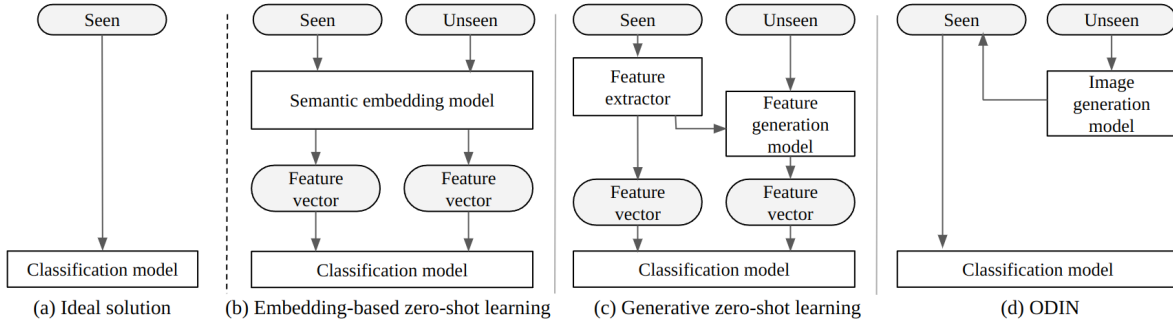 Seen
Classification model
(a) Ideal solution
Seen
Unseen
Semantic embedding model
Feature
vector
Feature
vector
Classification model
(b) Embedding-based zero-shot learning
Seen
Unseen
Feature
extractor
Feature
generation
model
Feature
vector
Feature
vector
Classification model
(c) Generative zero-shot learning
Seen
Unseen
Image
generation
model
Classification model
(d) ODIN